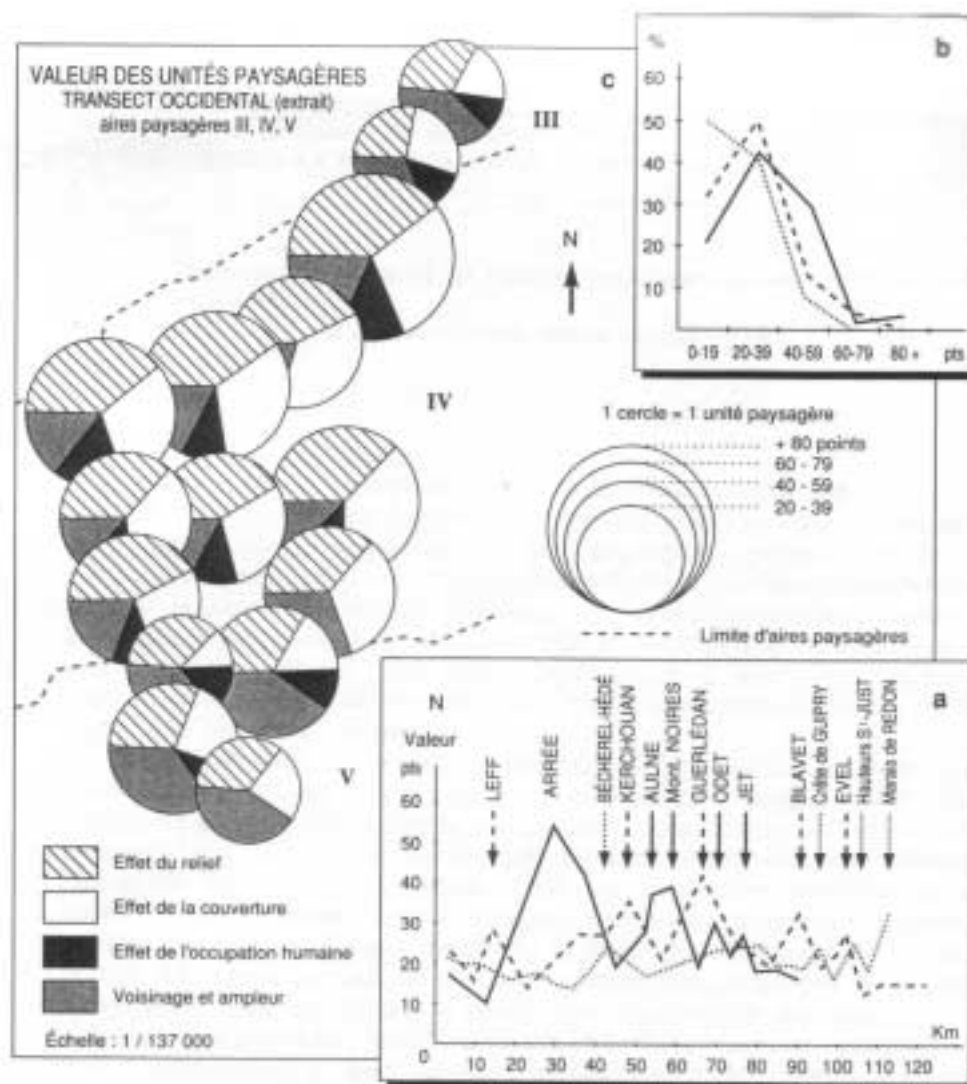 VALEUR DES UNITÉS PAYSAGÈRES
TRANSECT OCCIDENTAL (extrait)
aires paysagères III, IV, V
c
III
N
IV
V
%
b
60
50
40
30
20
10
0-19 20-39 40-59 60-79 80 + pts
1 cercle = 1 unité paysagère
+ 80 points
60 - 79
40 - 59
20 - 39
Limite d'aires paysagères
Effet du relief
Effet de la couverture
Effet de l'occupation humaine
Voisinage et ampleur
Échelle : 1 / 137 000
a
N
Valeur
pts
60
50
40
30
20
10
0
LEFF
ARRÉE
BÉCHEREL-HÉDÉ
KERCHOUAN
AULNE
Mont. NOIRES
GUERLÉDAN
ODET
JET
BLAVET
Crête de GUIPRY
EVEL
Hauteurs St-JUST
Marais de REDON
Km
10 20 30 40 50 60 70 80 90 100 110 120